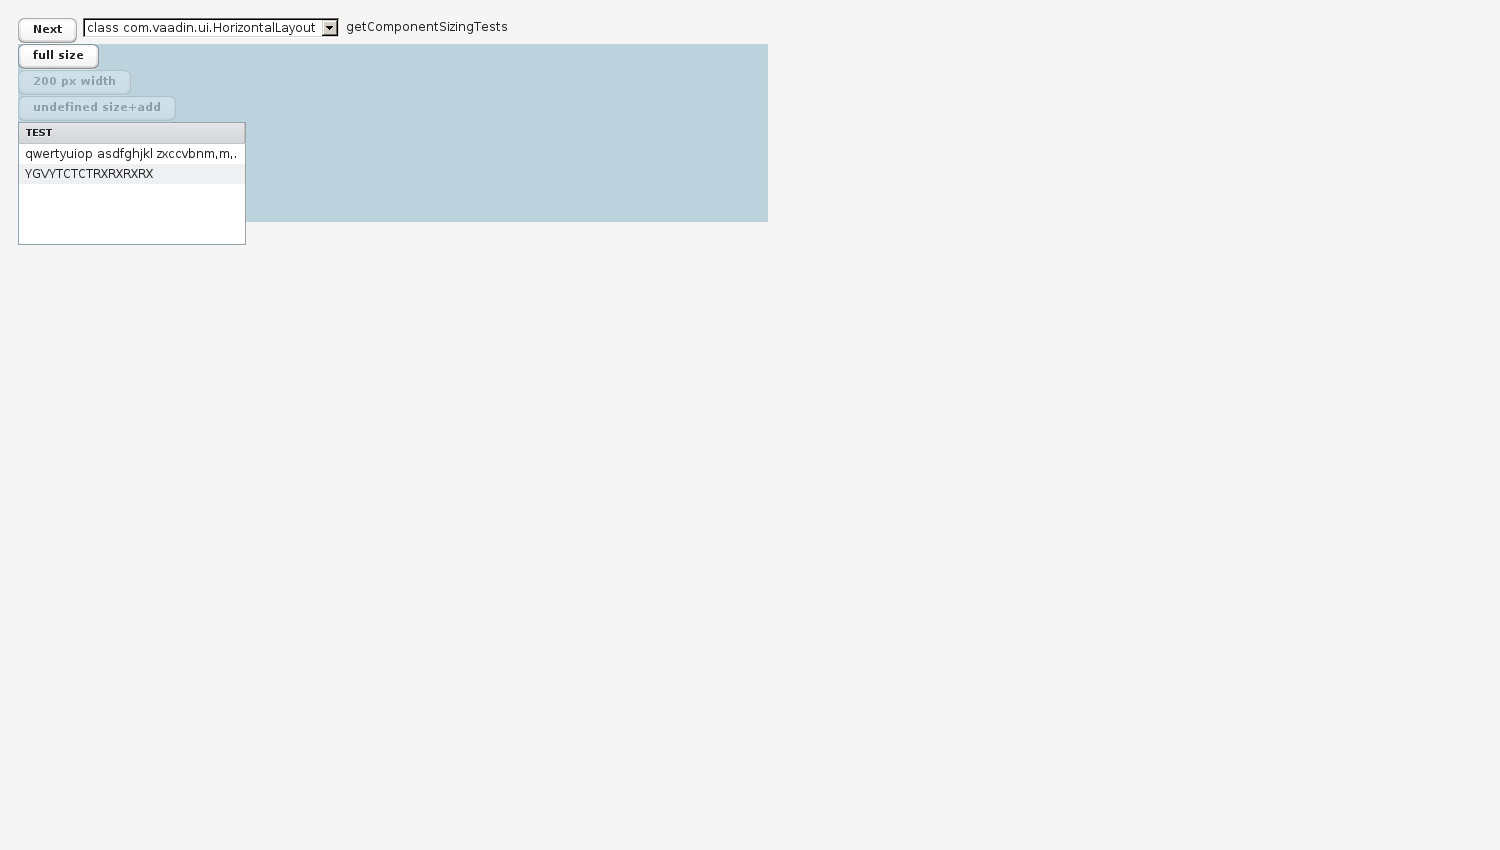 Next class com.vaadin.ui.HorizontalLayout getComponentSizingTests
full size
200 px width
undefined size+add
TEST
qwertyuiop asdfghjkl zxccvbnm,m,.
YGVYTCTCTRXRXRXRX